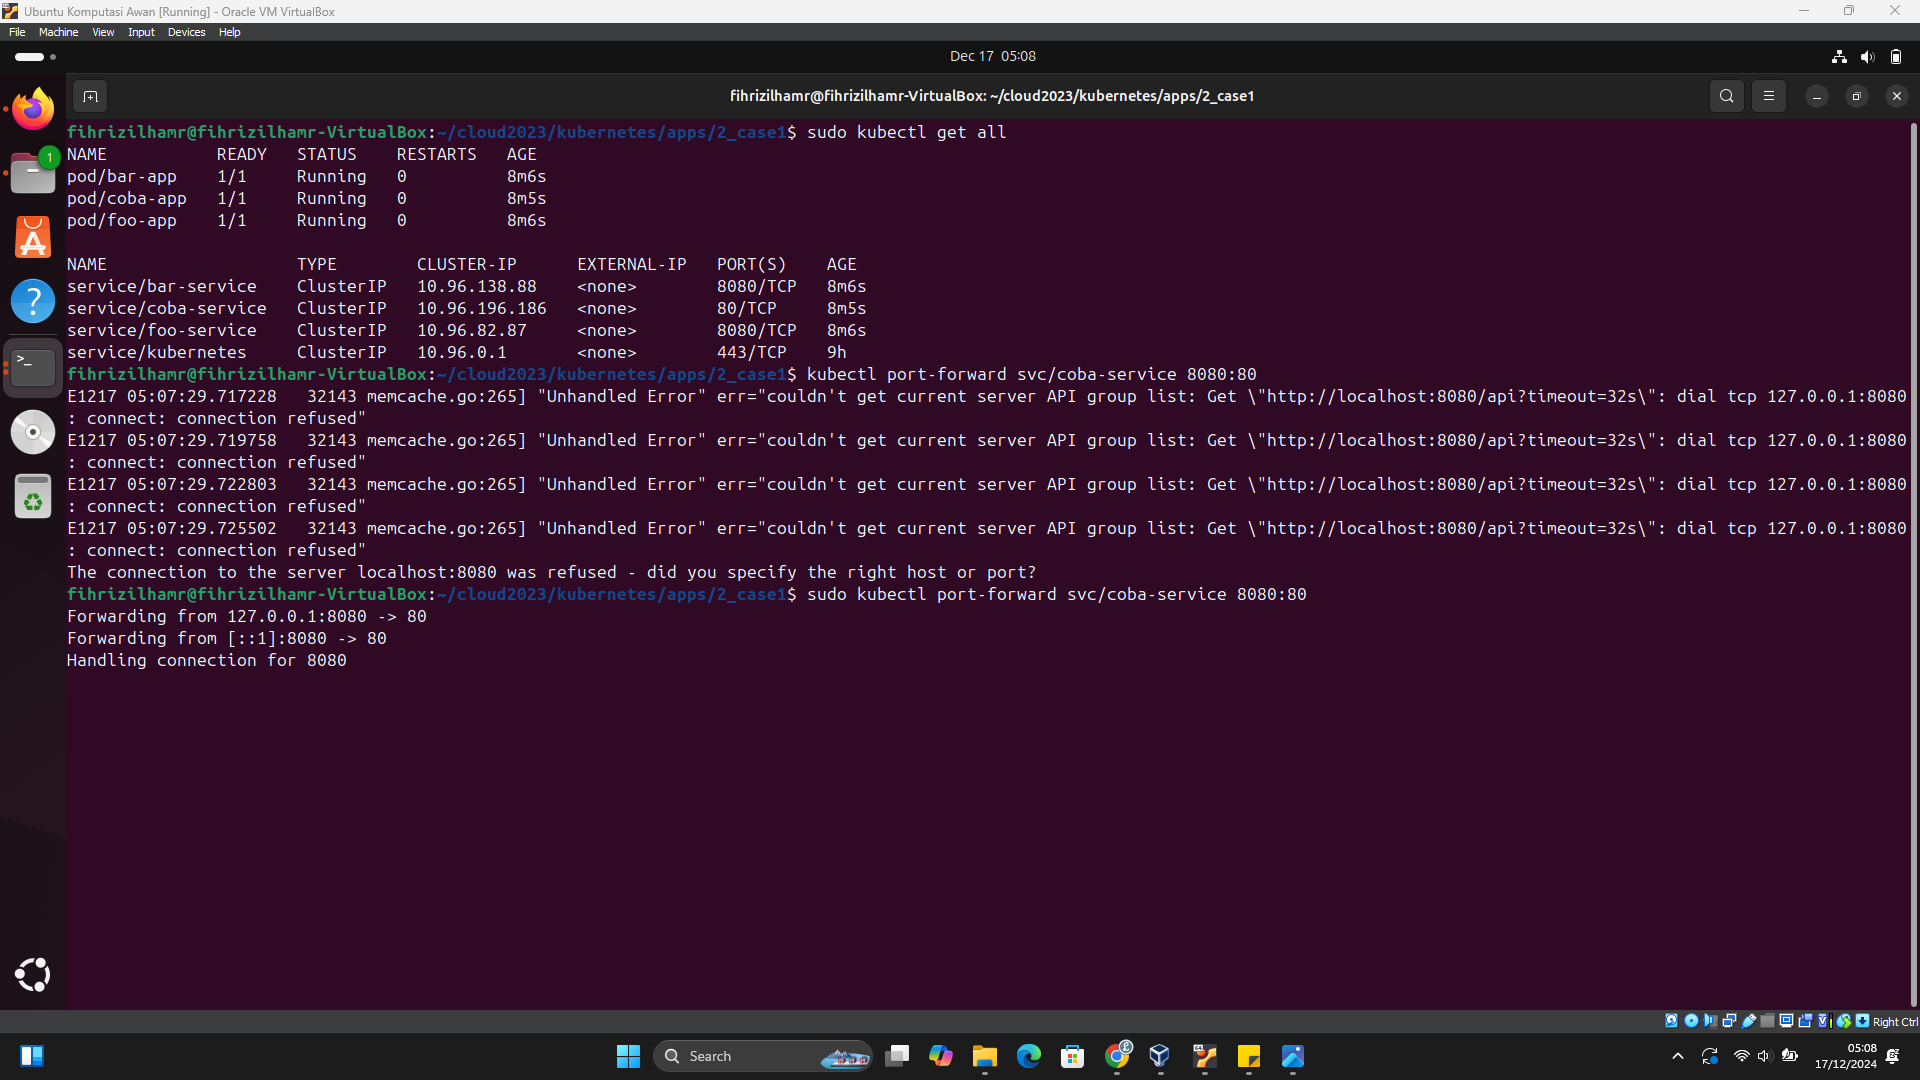 Ubuntu Komputasi Awan [Running] - Oracle VM VirtualBox
File Machine View Input Devices Help
Dec 17 05:08
fihrizilhamr@fihrizilhamr-VirtualBox: ~/cloud2023/kubernetes/apps/2_case1
1
fihrizilhamr@fihrizilhamr-VirtualBox:~/cloud2023/kubernetes/apps/2_case1$ sudo kubectl get all
NAME READY STATUS RESTARTS AGE
pod/bar-app 1/1 Running 0 8m6s
pod/coba-app 1/1 Running 0 8m5s
pod/foo-app 1/1 Running 0 8m6s
NAME TYPE CLUSTER-IP EXTERNAL-IP PORT(S) AGE
service/bar-service ClusterIP 10.96.138.88 <none> 8080/TCP 8m6s
service/coba-service ClusterIP 10.96.196.186 <none> 80/TCP 8m5s
service/foo-service ClusterIP 10.96.82.87 <none> 8080/TCP 8m6s
service/kubernetes ClusterIP 10.96.0.1 <none> 443/TCP 9h
fihrizilhamr@fihrizilhamr-VirtualBox:~/cloud2023/kubernetes/apps/2_case1$ kubectl port-forward svc/coba-service 8080:80
E1217 05:07:29.717228 32143 memcache.go:265] "Unhandled Error" err="couldn't get current server API group list: Get \"http://localhost:8080/api?timeout=32s\": dial tcp 127.0.0.1:8080
: connect: connection refused"
E1217 05:07:29.719758 32143 memcache.go:265] "Unhandled Error" err="couldn't get current server API group list: Get \"http://localhost:8080/api?timeout=32s\": dial tcp 127.0.0.1:8080
: connect: connection refused"
E1217 05:07:29.722803 32143 memcache.go:265] "Unhandled Error" err="couldn't get current server API group list: Get \"http://localhost:8080/api?timeout=32s\": dial tcp 127.0.0.1:8080
: connect: connection refused"
E1217 05:07:29.725502 32143 memcache.go:265] "Unhandled Error" err="couldn't get current server API group list: Get \"http://localhost:8080/api?timeout=32s\": dial tcp 127.0.0.1:8080
: connect: connection refused"
The connection to the server localhost:8080 was refused - did you specify the right host or port?
fihrizilhamr@fihrizilhamr-VirtualBox:~/cloud2023/kubernetes/apps/2_case1$ sudo kubectl port-forward svc/coba-service 8080:80
Forwarding from 127.0.0.1:8080 -> 80
Forwarding from [::1]:8080 -> 80
Handling connection for 8080
Right Ctrl
Search
05:08
17/12/2024